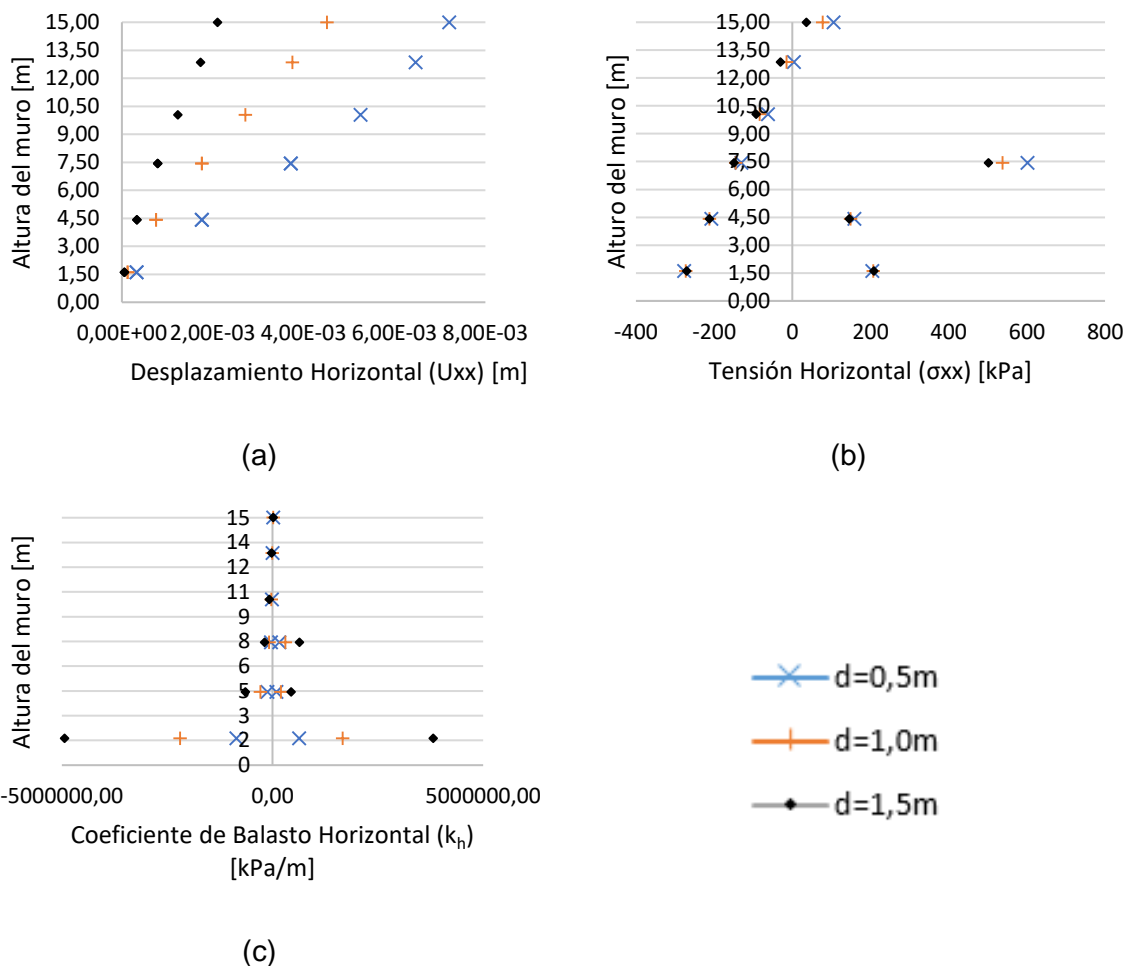 Altura del muro [m]
15,00
13,50
12,00
10,50
9,00
7,50
6,00
4,50
3,00
1,50
0,00
0,00E+00 2,00E-03 4,00E-03 6,00E-03 8,00E-03
Desplazamiento Horizontal (Uxx) [m]
(a)
Alturo del muro [m]
15,00
13,50
12,00
10,50
9,00
7,50
6,00
4,50
3,00
1,50
0,00
-400 -200 0 200 400 600 800
Tensión Horizontal (σxx) [kPa]
(b)
Altura del muro [m]
15
14
12
11
9
8
6
5
3
2
0
-5000000,00 0,00 5000000,00
Coeficiente de Balasto Horizontal (kh)
[kPa/m]
(c)
d=0,5m
d=1,0m
d=1,5m